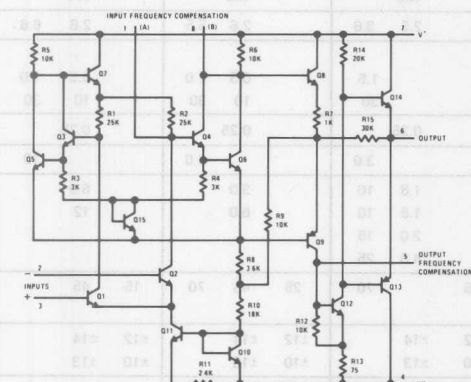 INPUT FREQUENCY COMPENSATION
1 (A) 8 (B)
7 V+
R5 10K
Q7
R6 10K
Q8
R14 20K
Q14
R1 25K
R2 25K
R7 1K
R15 30K
6 OUTPUT
Q3
Q4
Q5
Q6
R3 3K
R4 3K
Q15
R9 10K
Q9
5 OUTPUT FREQUENCY COMPENSATION
R8 3.6K
2
Q2
INPUTS
Q1
+ 3
R10 18K
Q12
Q13
R12 10K
Q11
Q10
R11 2.4K
R13 75
4